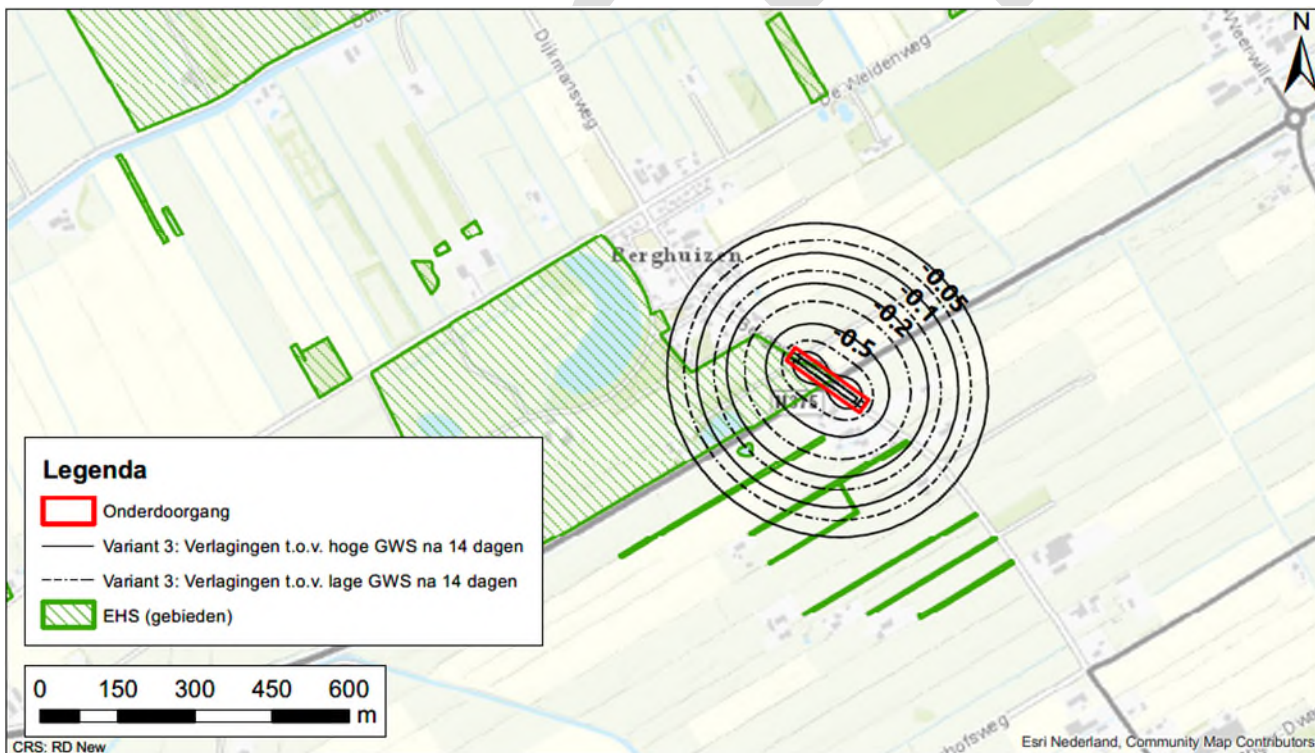 Dijkmansweg
De Weidenweg
Weerwille
N
Berghuizen
-0.05
-0.1
-0.2
-0.5
N375
Legenda
Onderdoorgang
Variant 3: Verlagingen t.o.v. hoge GWS na 14 dagen
Variant 3: Verlagingen t.o.v. lage GWS na 14 dagen
EHS (gebieden)
0 150 300 450 600
m
CRS: RD New
Esri Nederland, Community Map Contributors